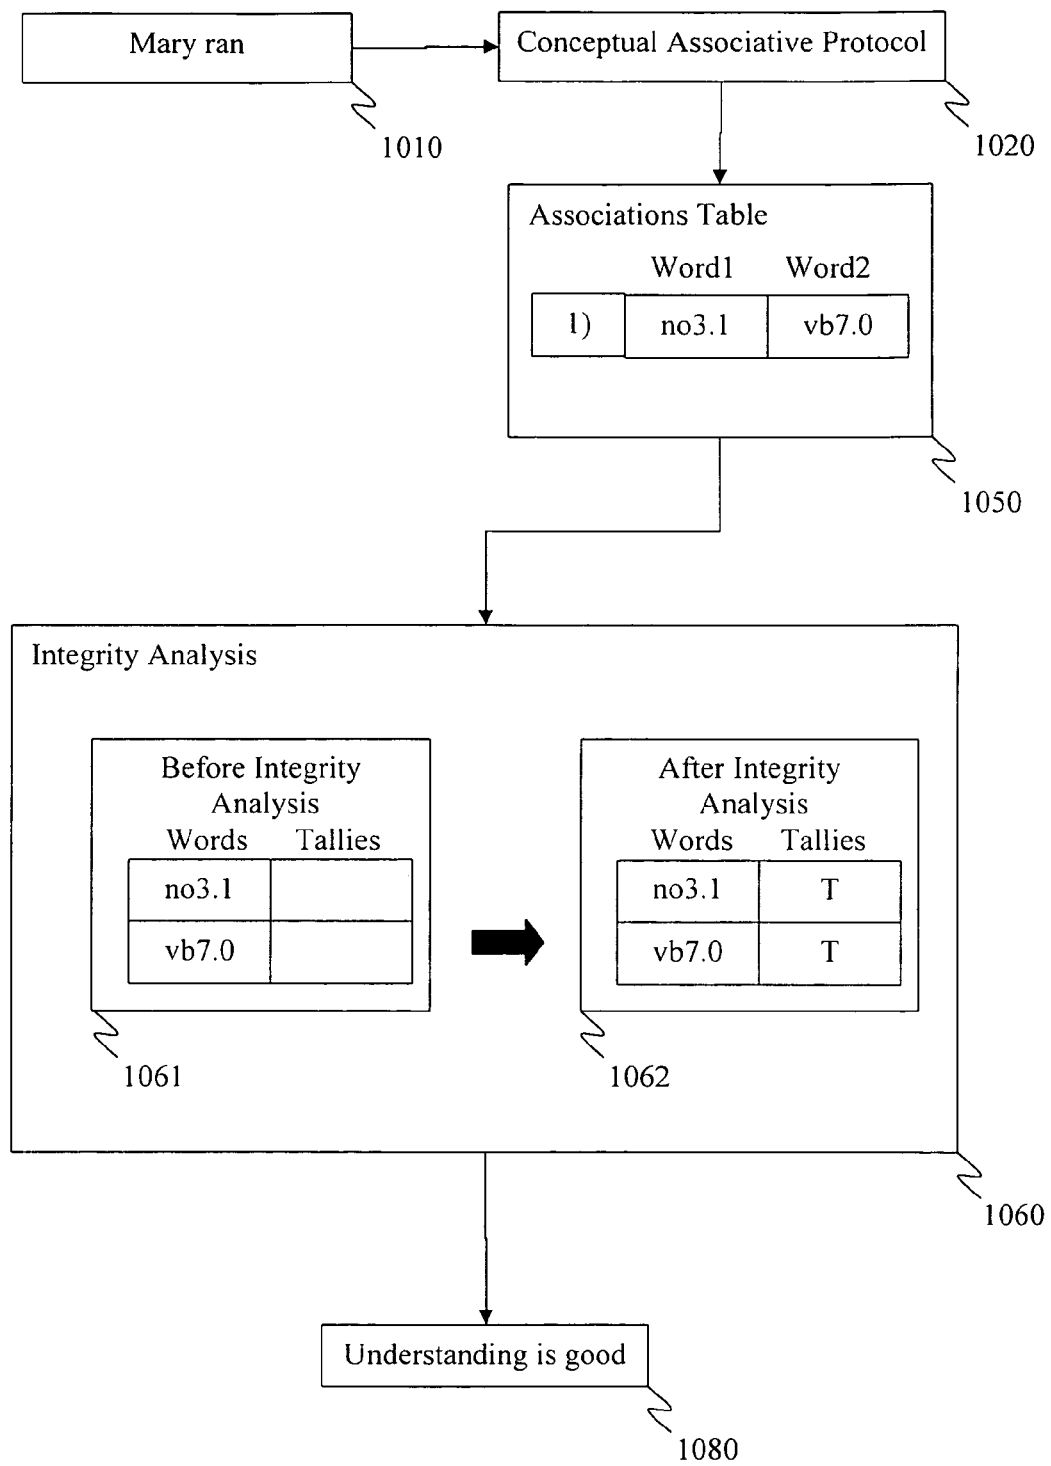 Mary ran
Conceptual Associative Protocol
1010
1020
Associations Table
Word1 Word2
1) no3.1 vb7.0
1050
Integrity Analysis
Before Integrity
Analysis
Words Tallies
no3.1
vb7.0
1061
After Integrity
Analysis
Words Tallies
no3.1 T
vb7.0 T
1062
1060
Understanding is good
1080